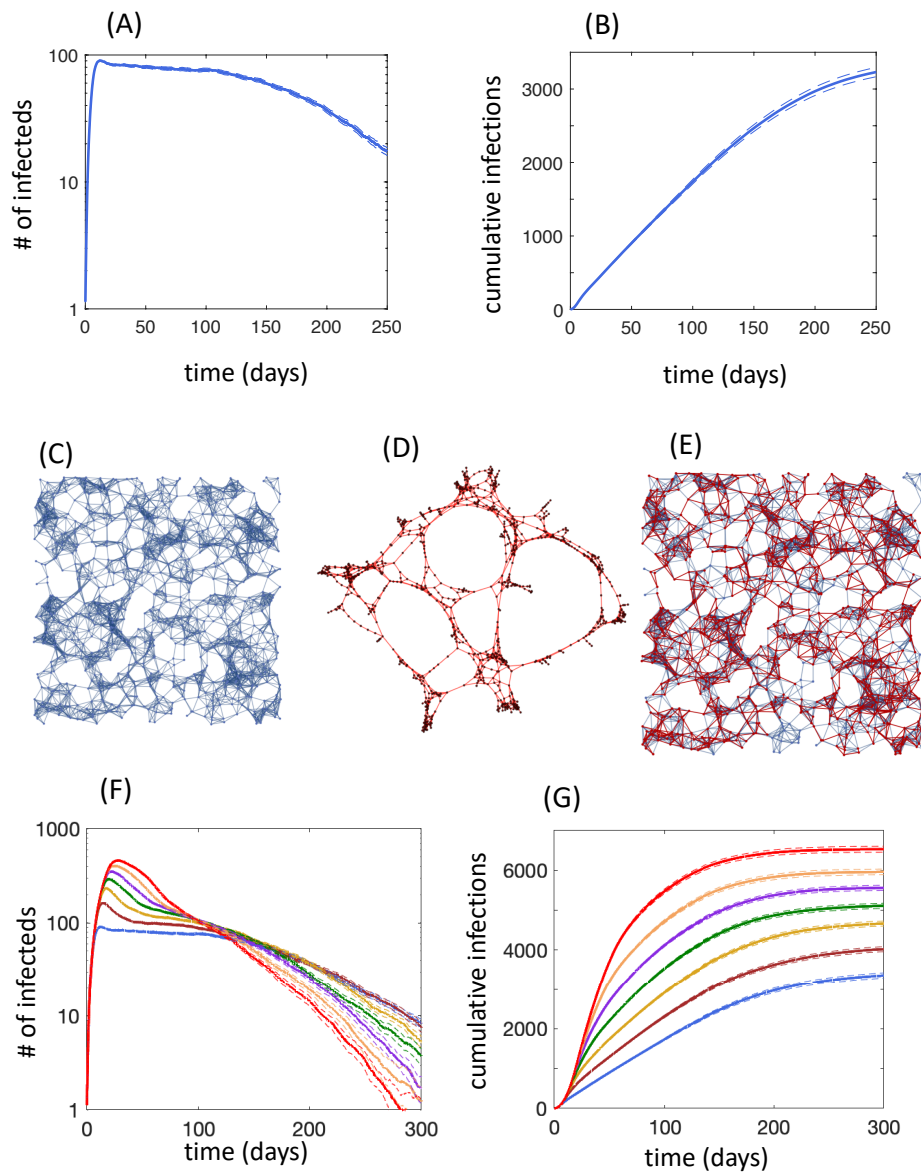 (A)
# of infecteds
100
10
1
0 50 100 150 200 250
time (days)
(B)
cumulative infections
3000
2000
1000
0
0 50 100 150 200 250
time (days)
(C)
(D)
(E)
(F)
# of infecteds
1000
100
10
1
0 100 200 300
time (days)
(G)
cumulative infections
6000
4000
2000
0
0 100 200 300
time (days)